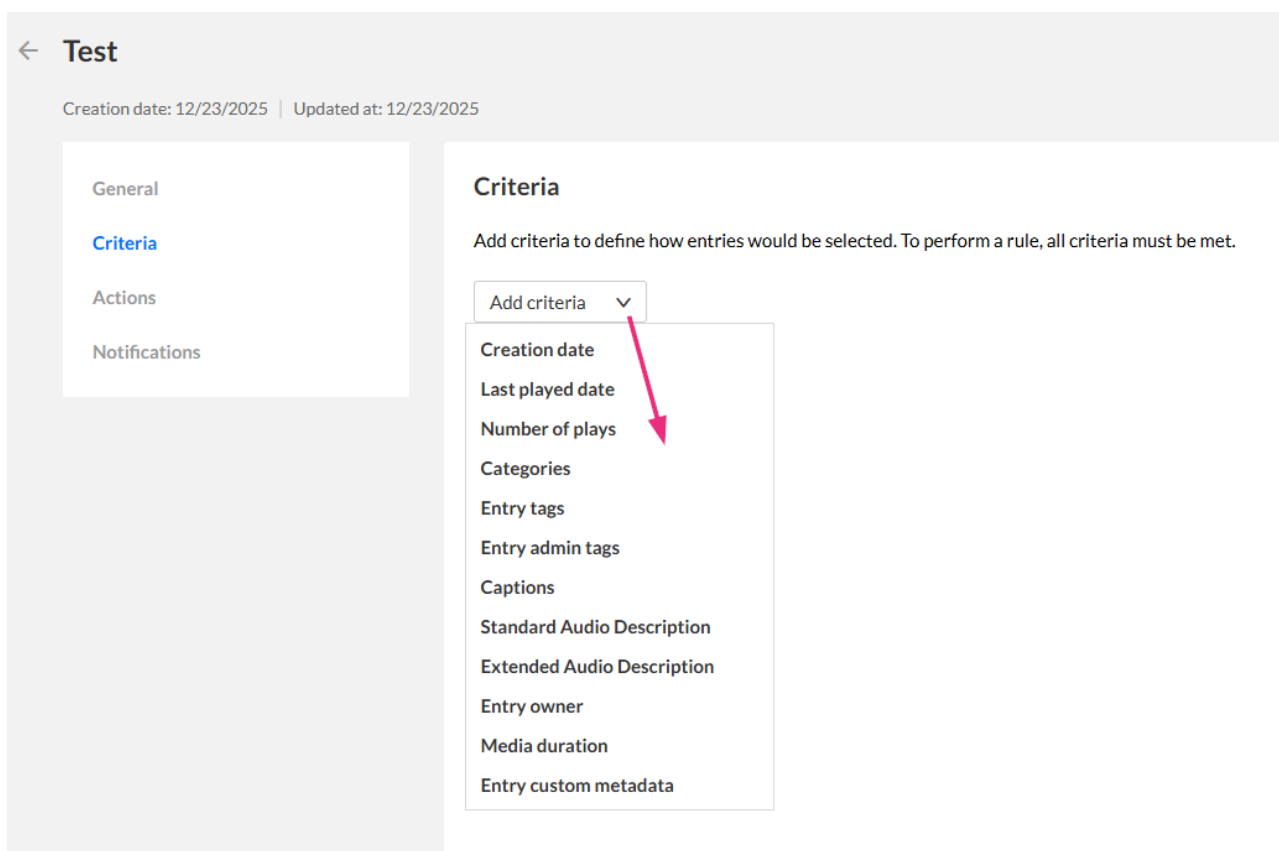 Test
Creation date: 12/23/2025 | Updated at: 12/23/2025
General
Criteria
Actions
Notifications
Criteria
Add criteria to define how entries would be selected. To perform a rule, all criteria must be met.
Add criteria
Creation date
Last played date
Number of plays
Categories
Entry tags
Entry admin tags
Captions
Standard Audio Description
Extended Audio Description
Entry owner
Media duration
Entry custom metadata